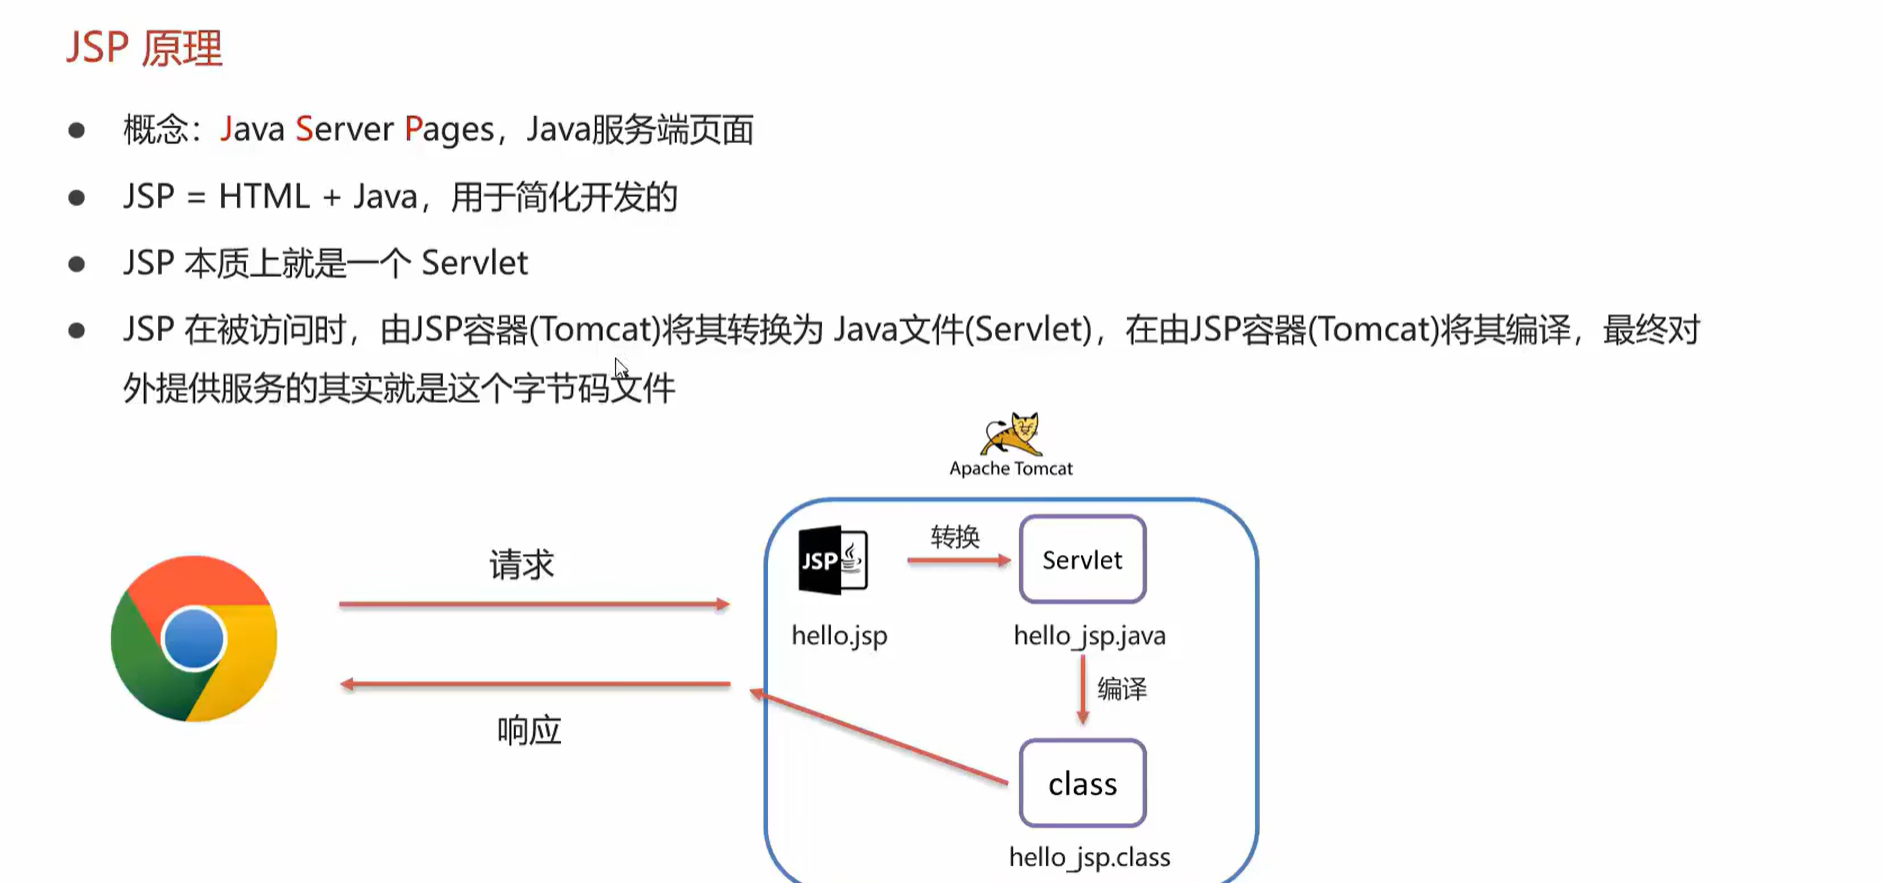 JSP 原理
概念：Java Server Pages，Java服务端页面
JSP = HTML + Java，用于简化开发的
JSP 本质上就是一个 Servlet
JSP 在被访问时，由JSP容器(Tomcat)将其转换为 Java文件(Servlet)，在由JSP容器(Tomcat)将其编译，最终对
外提供服务的其实就是这个字节码文件
Apache Tomcat
请求
JSP
转换
Servlet
hello.jsp
hello_jsp.java
编译
响应
class
hello_jsp.class